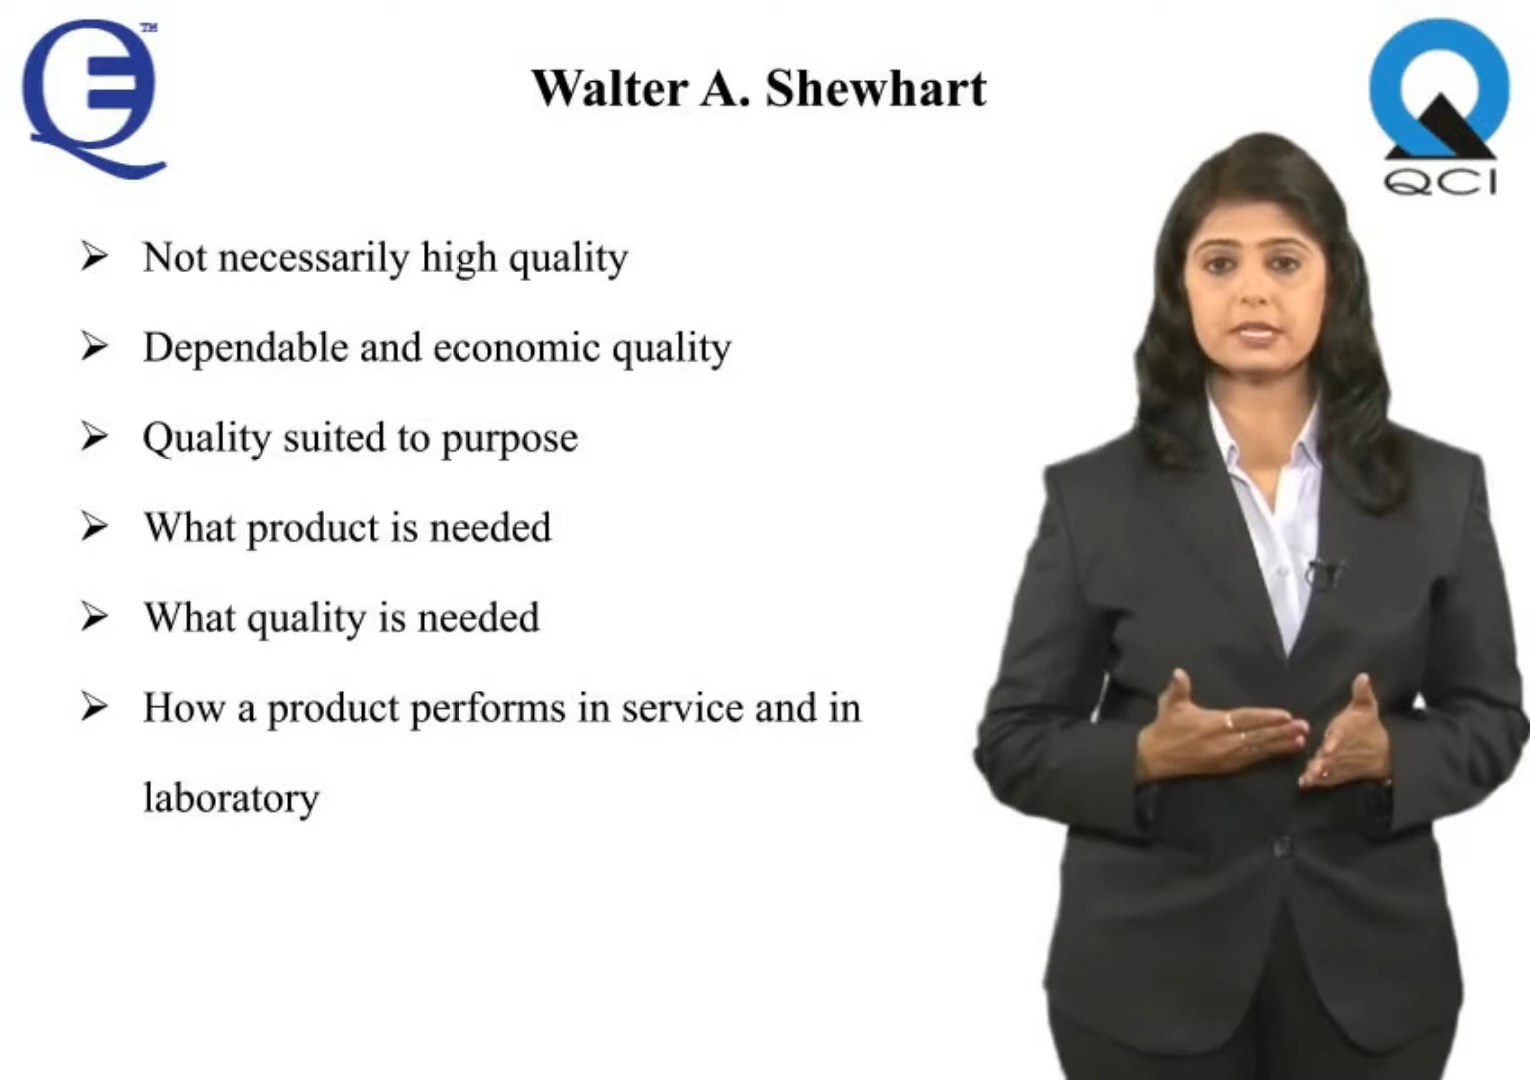 TM
Walter A. Shewhart
QCI
➢ Not necessarily high quality
➢ Dependable and economic quality
➢ Quality suited to purpose
➢ What product is needed
➢ What quality is needed
➢ How a product performs in service and in
laboratory